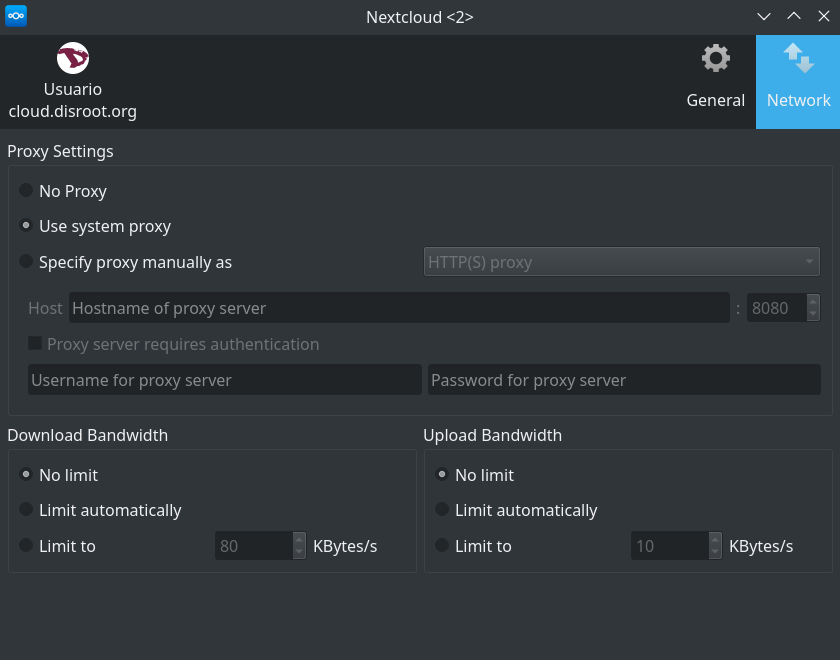 Nextcloud <2>
Usuario
cloud.disroot.org
General
Network
Proxy Settings
No Proxy
Use system proxy
Specify proxy manually as
HTTP(S) proxy
Host
Hostname of proxy server
:
8080
Proxy server requires authentication
Username for proxy server
Password for proxy server
Download Bandwidth
No limit
Limit automatically
Limit to
80
KBytes/s
Upload Bandwidth
No limit
Limit automatically
Limit to
10
KBytes/s